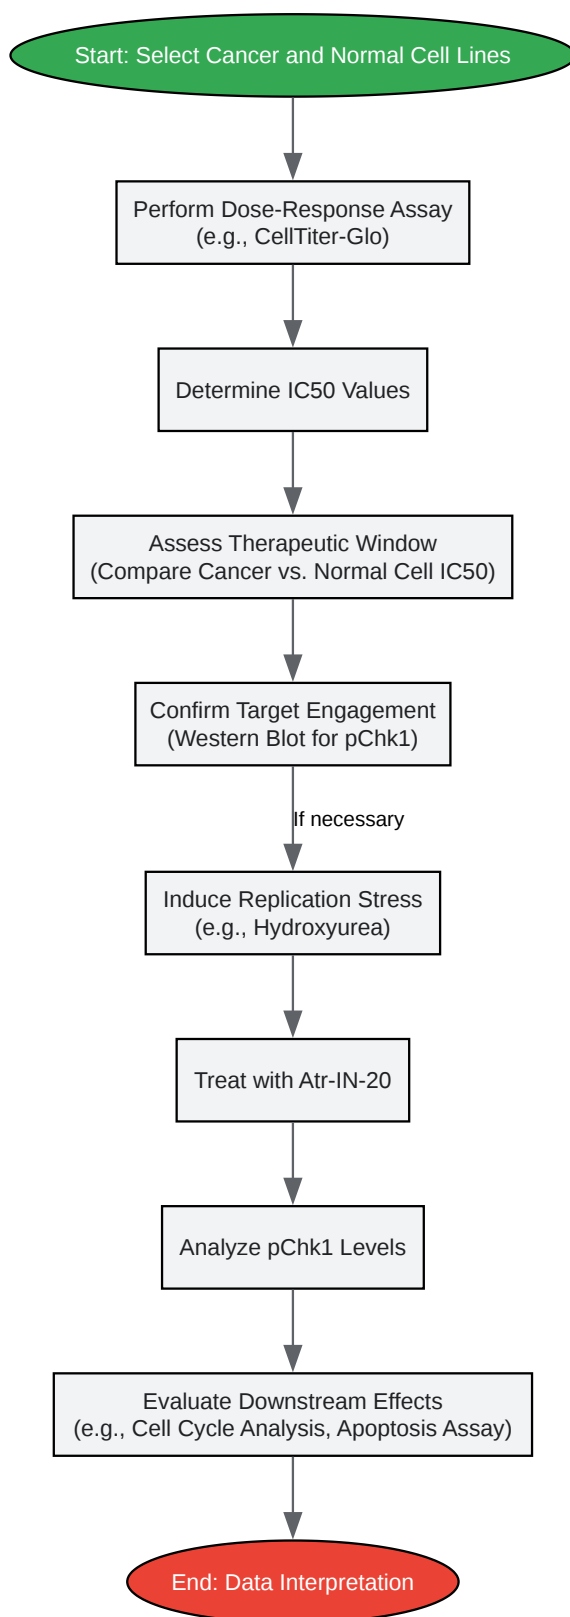 Start: Select Cancer and Normal Cell Lines
Perform Dose-Response Assay
(e.g., CellTiter-Glo)
Determine IC50 Values
Assess Therapeutic Window
(Compare Cancer vs. Normal Cell IC50)
Confirm Target Engagement
(Western Blot for pChk1)
If necessary
Induce Replication Stress
(e.g., Hydroxyurea)
Treat with Atr-IN-20
Analyze pChk1 Levels
Evaluate Downstream Effects
(e.g., Cell Cycle Analysis, Apoptosis Assay)
End: Data Interpretation